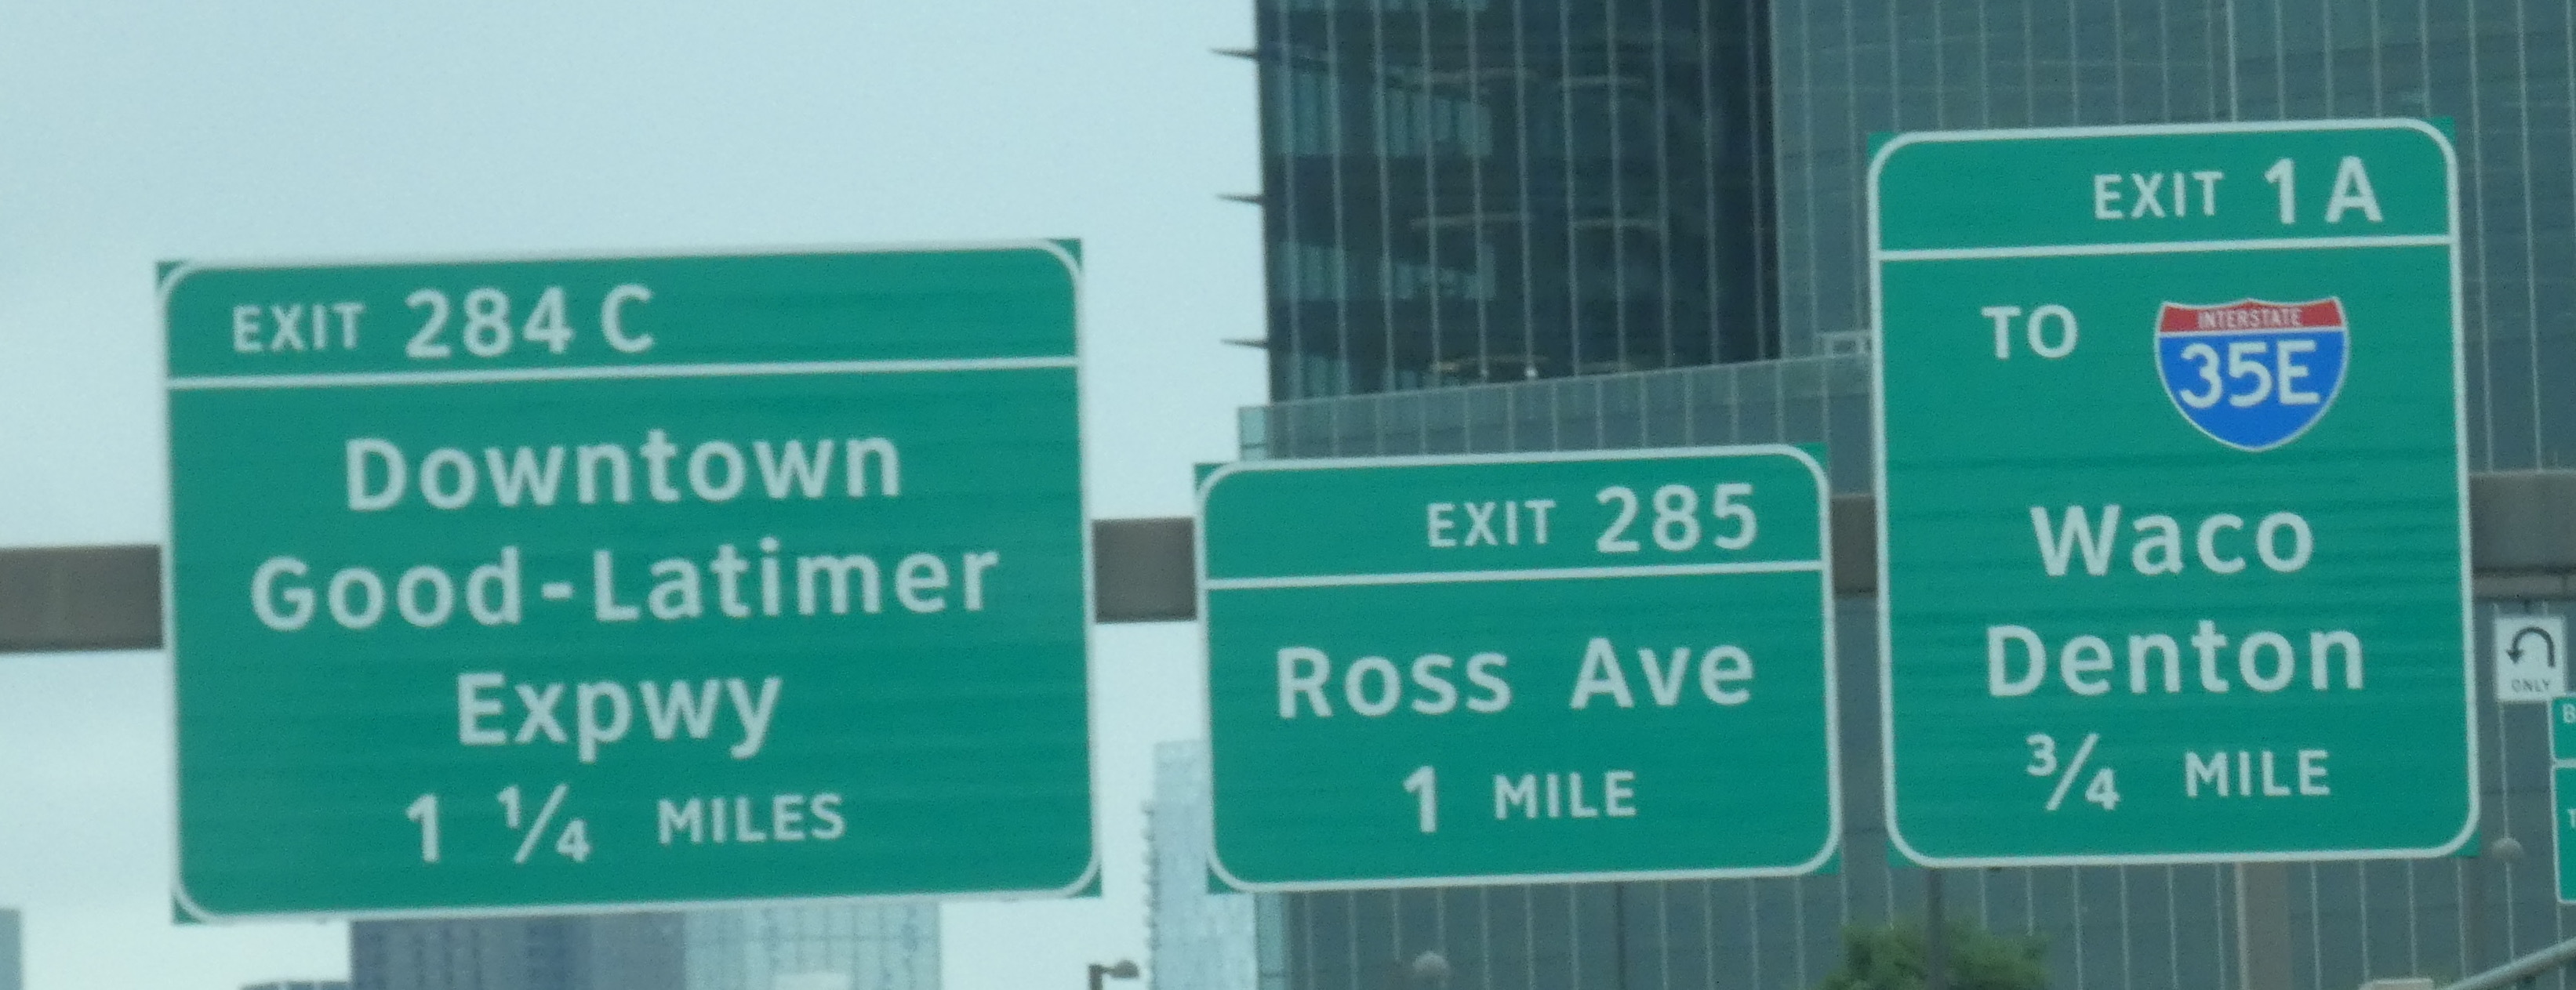 EXIT 284 C
Downtown
Good-Latimer
Expwy
1 1/4 MILES
EXIT 285
Ross Ave
1 MILE
EXIT 1 A
TO INTERSTATE 35E
Waco
Denton
3/4 MILE
ONLY